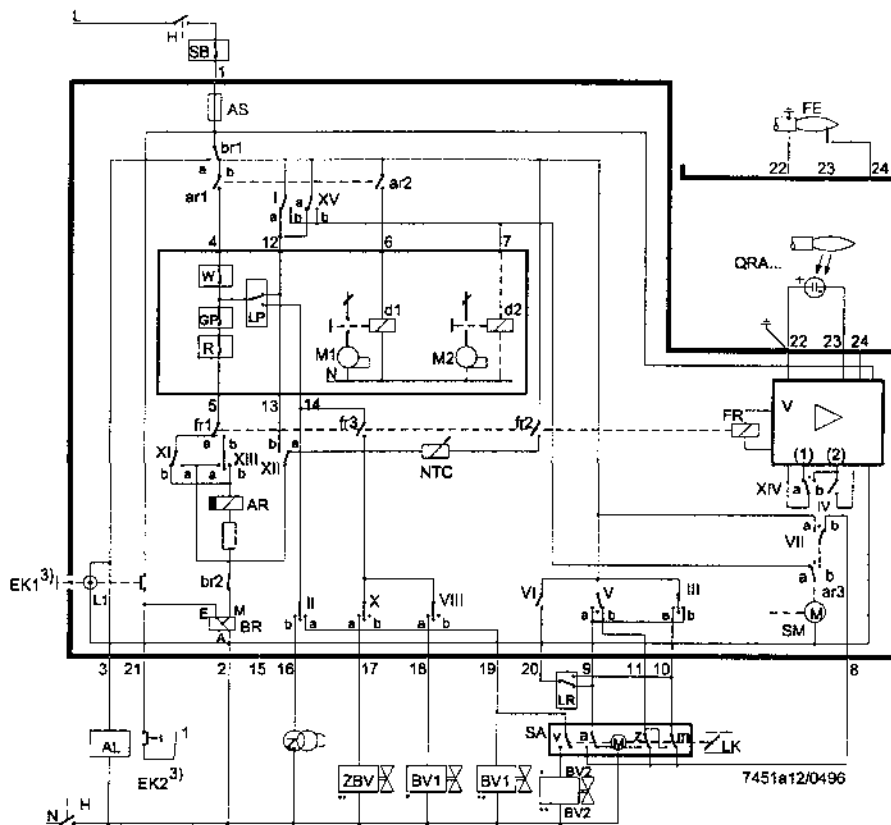 L
H
SB
1
AS
FE
br1
22 23 24
a b
ar1
ar2
I
a XV
a b b
4 12 6 7
QRA...
+
W
GP
LP
d1
d2
R
M1
M2
N
22 23 24
5 13 14
V
FR
fr1
a b
fr3
fr2
b a
XI
XIII
b a a b
XII
NTC
(1) (2)
XIV a b
IV
AR
a b
VII
EK1 3)
L1
br2
a b
ar3
VI V III
E M
BR
A
II X VIII
b a a b a b
a b a b
M
SM
3 21 2 15 16 17 18 19 20 9 11 10 8
LR
SA
v a M z m
LK
AL
1
EK2 3)
Z
ZBV
BV1
BV1
BV2
BV2
7451a12/0496
N H